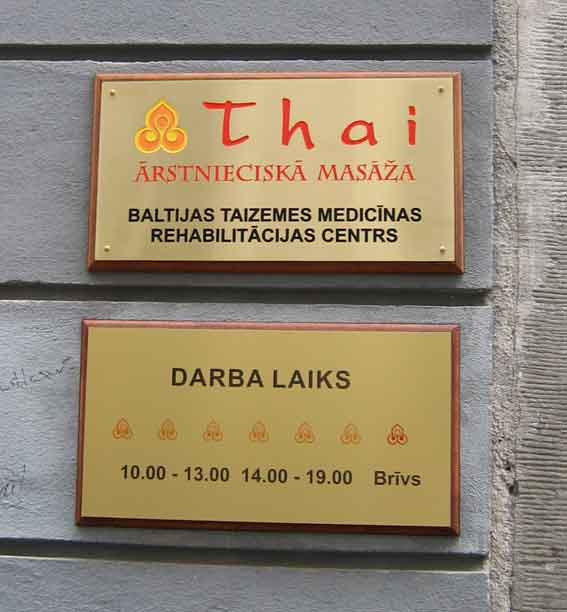 Thai
ĀRSTNIECISKĀ MASĀŽA
BALTIJAS TAIZEMES MEDICĪNAS
REHABILITĀCIJAS CENTRS
DARBA LAIKS
10.00 - 13.00 14.00 - 19.00 Brīvs